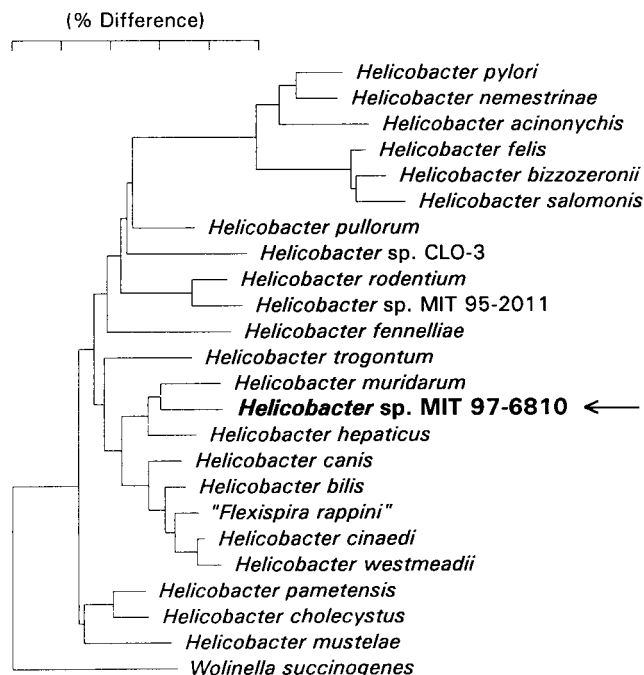 (% Difference)
Helicobacter pylori
Helicobacter nemestrinae
Helicobacter acinonychis
Helicobacter felis
Helicobacter bizzozeronii
Helicobacter salomonis
Helicobacter pullorum
Helicobacter sp. CLO-3
Helicobacter rodentium
Helicobacter sp. MIT 95-2011
Helicobacter fennelliae
Helicobacter trogontum
Helicobacter muridarum
Helicobacter sp. MIT 97-6810
Helicobacter hepaticus
Helicobacter canis
Helicobacter bilis
"Flexispira rappini"
Helicobacter cinaedi
Helicobacter westmeadii
Helicobacter pametensis
Helicobacter cholecystus
Helicobacter mustelae
Wolinella succinogenes